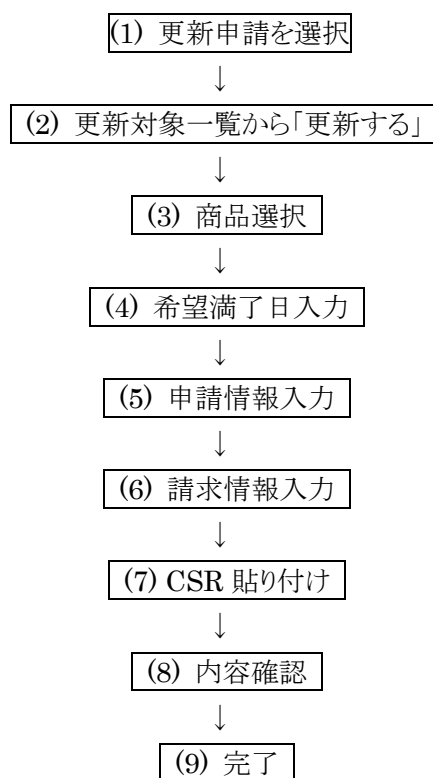 (1) 更新申請を選択
↓
(2) 更新対象一覧から「更新する」
↓
(3) 商品選択
↓
(4) 希望満了日入力
↓
(5) 申請情報入力
↓
(6) 請求情報入力
↓
(7) CSR 貼り付け
↓
(8) 内容確認
↓
(9) 完了